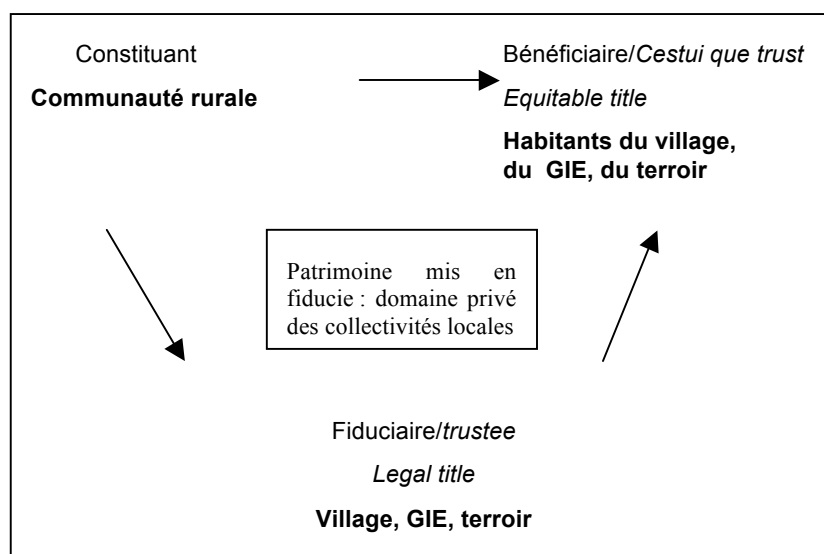 Constituant
Communauté rurale
Bénéficiaire/Cestui que trust
Equitable title
Habitants du village,
du GIE, du terroir
Patrimoine mis en
fiducie : domaine privé
des collectivités locales
Fiduciaire/trustee
Legal title
Village, GIE, terroir